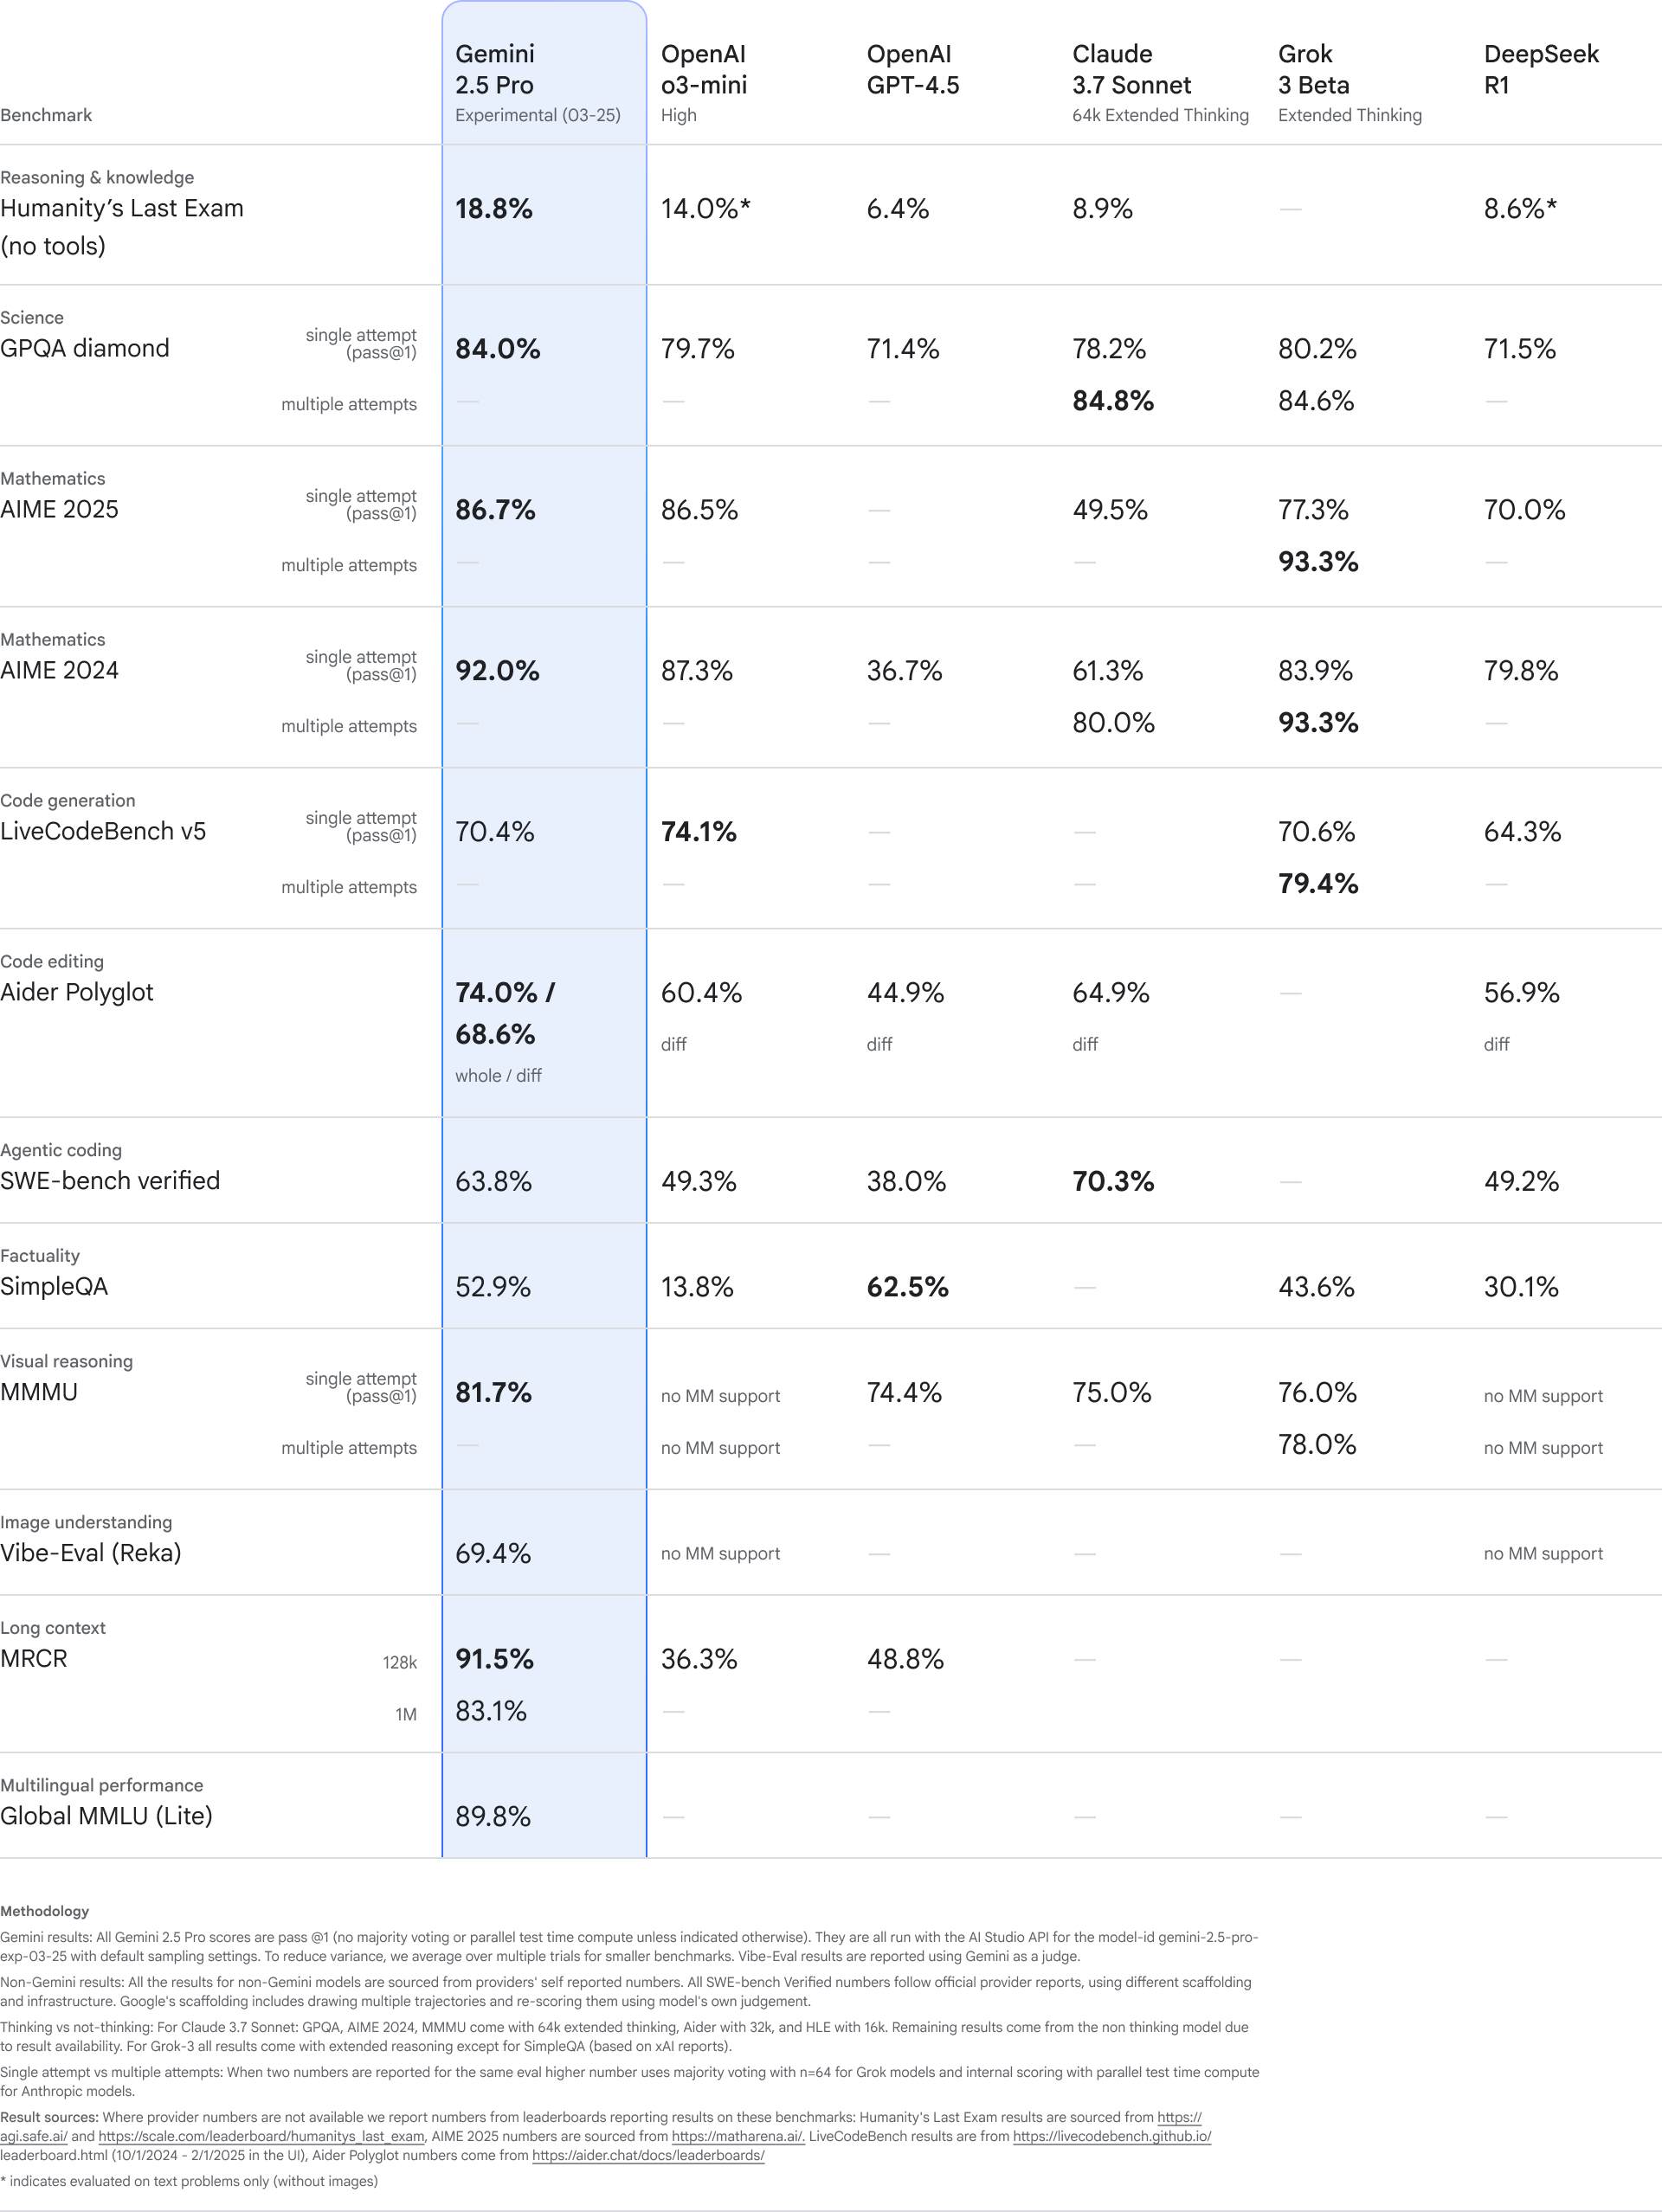 Benchmark
Gemini
2.5 Pro
Experimental (03-25)
OpenAI
o3-mini
High
OpenAI
GPT-4.5
Claude
3.7 Sonnet
64k Extended Thinking
Grok
3 Beta
Extended Thinking
DeepSeek
R1
Reasoning & knowledge
Humanity's Last Exam
(no tools)
18.8% 14.0%* 6.4% 8.9% — 8.6%*
Science
GPQA diamond
single attempt
(pass@1)
84.0% 79.7% 71.4% 78.2% 80.2% 71.5%
multiple attempts — — — 84.8% 84.6% —
Mathematics
AIME 2025
single attempt
(pass@1)
86.7% 86.5% — 49.5% 77.3% 70.0%
multiple attempts — — — — 93.3% —
Mathematics
AIME 2024
single attempt
(pass@1)
92.0% 87.3% 36.7% 61.3% 83.9% 79.8%
multiple attempts — — — 80.0% 93.3% —
Code generation
LiveCodeBench v5
single attempt
(pass@1)
70.4% 74.1% — — 70.6% 64.3%
multiple attempts — — — — 79.4% —
Code editing
Aider Polyglot
74.0% /
68.6%
whole / diff
60.4%
diff
44.9%
diff
64.9%
diff
—
56.9%
diff
Agentic coding
SWE-bench verified
63.8% 49.3% 38.0% 70.3% — 49.2%
Factuality
SimpleQA
52.9% 13.8% 62.5% — 43.6% 30.1%
Visual reasoning
MMMU
single attempt
(pass@1)
81.7% no MM support 74.4% 75.0% 76.0% no MM support
multiple attempts — no MM support — — 78.0% no MM support
Image understanding
Vibe-Eval (Reka)
69.4% no MM support — — — no MM support
Long context
MRCR
128k 91.5% 36.3% 48.8% — — —
1M 83.1% — —
Multilingual performance
Global MMLU (Lite)
89.8% — — — — —
Methodology
Gemini results: All Gemini 2.5 Pro scores are pass @1 (no majority voting or parallel test time compute unless indicated otherwise). They are all run with the AI Studio API for the model-id gemini-2.5-pro-
exp-03-25 with default sampling settings. To reduce variance, we average over multiple trials for smaller benchmarks. Vibe-Eval results are reported using Gemini as a judge.
Non-Gemini results: All the results for non-Gemini models are sourced from providers' self reported numbers. All SWE-bench Verified numbers follow official provider reports, using different scaffolding
and infrastructure. Google's scaffolding includes drawing multiple trajectories and re-scoring them using model's own judgement.
Thinking vs not-thinking: For Claude 3.7 Sonnet: GPQA, AIME 2024, MMMU come with 64k extended thinking, Aider with 32k, and HLE with 16k. Remaining results come from the non thinking model due
to result availability. For Grok-3 all results come with extended reasoning except for SimpleQA (based on xAI reports).
Single attempt vs multiple attempts: When two numbers are reported for the same eval higher number uses majority voting with n=64 for Grok models and internal scoring with parallel test time compute
for Anthropic models.
Result sources: Where provider numbers are not available we report numbers from leaderboards reporting results on these benchmarks: Humanity's Last Exam results are sourced from https://
agi.safe.ai/ and https://scale.com/leaderboard/humanitys_last_exam, AIME 2025 numbers are sourced from https://matharena.ai/. LiveCodeBench results are from https://livecodebench.github.io/
leaderboard.html (10/1/2024 - 2/1/2025 in the UI), Aider Polyglot numbers come from https://aider.chat/docs/leaderboards/
* indicates evaluated on text problems only (without images)